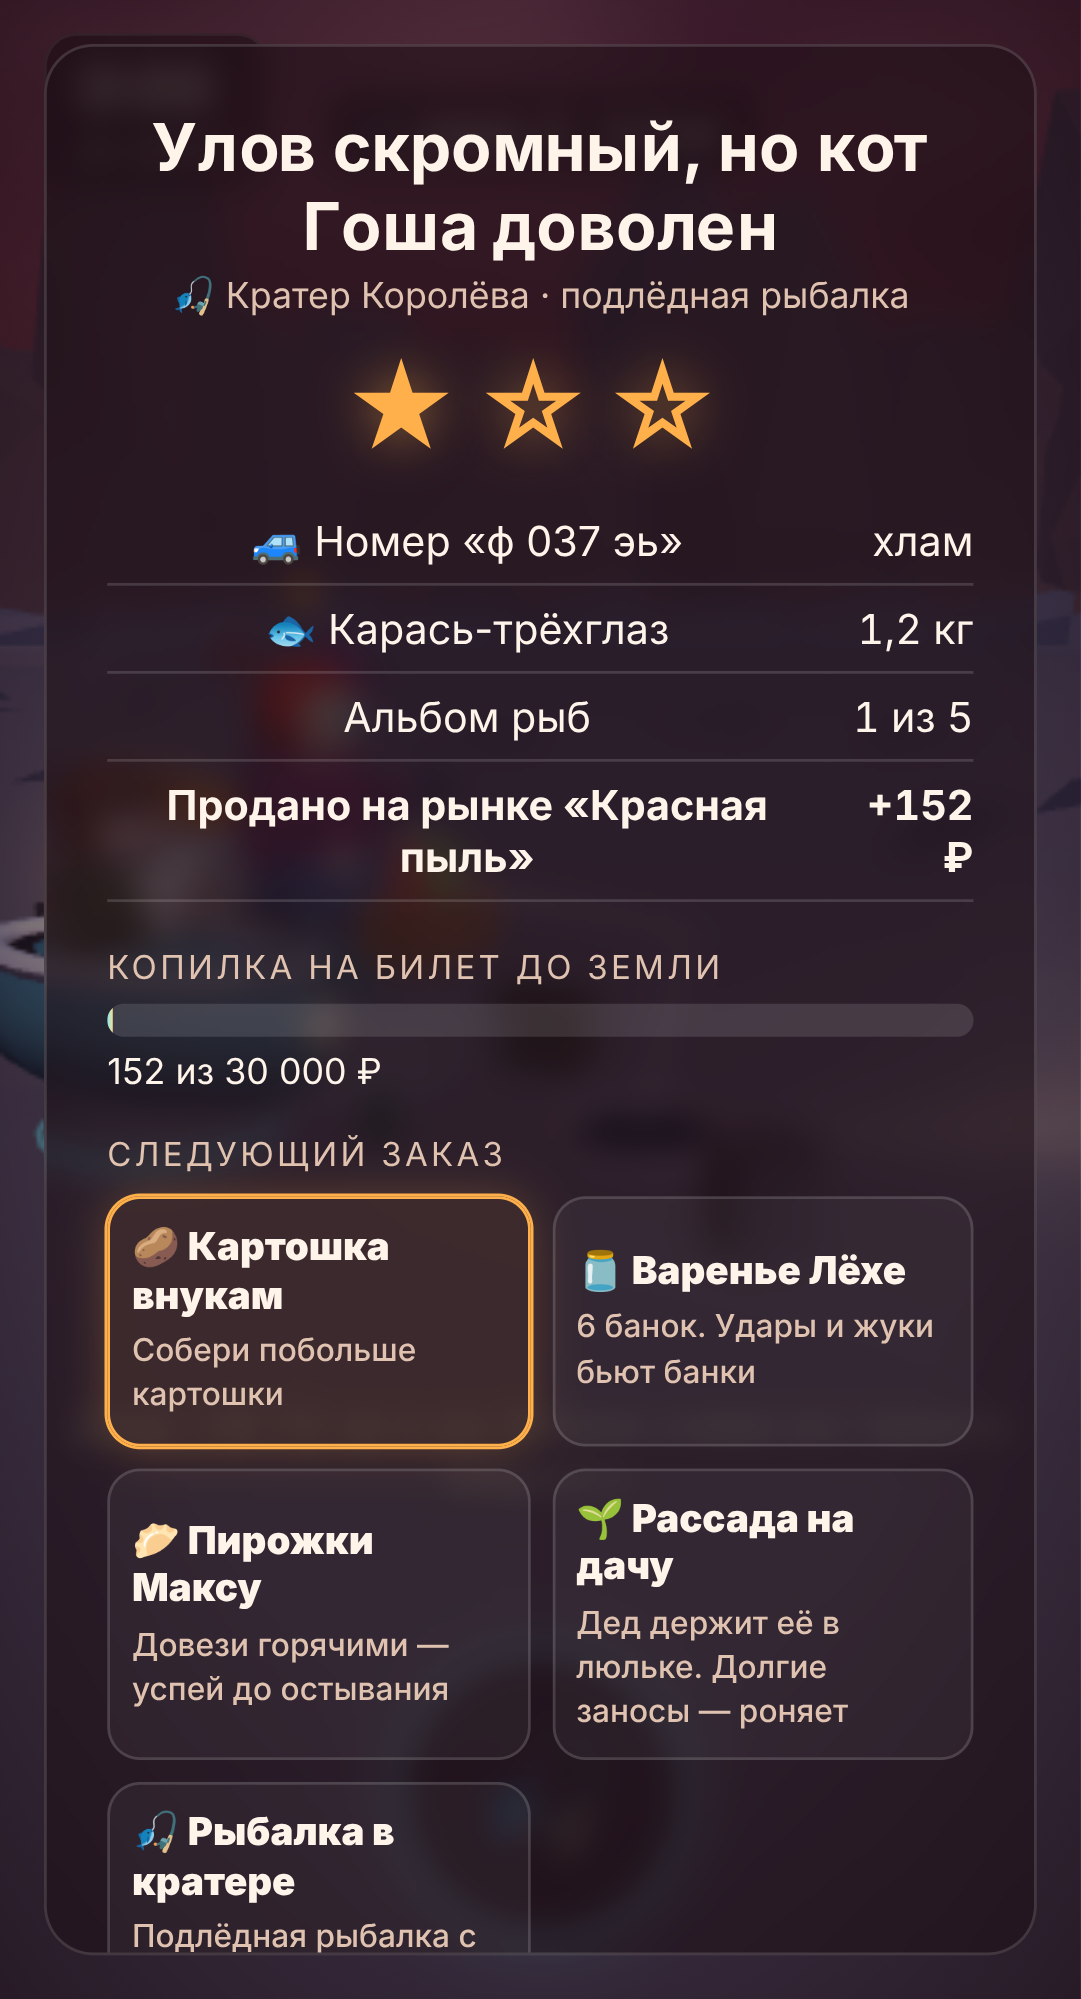 Улов скромный, но кот
Гоша доволен
Кратер Королёва · подлёдная рыбалка
Номер «ф 037 эь» хлам
Карась-трёхглаз 1,2 кг
Альбом рыб 1 из 5
Продано на рынке «Красная +152
пыль» ₽
КОПИЛКА НА БИЛЕТ ДО ЗЕМЛИ
152 из 30 000 ₽
СЛЕДУЮЩИЙ ЗАКАЗ
Картошка
внукам
Собери побольше
картошки
Варенье Лёхе
6 банок. Удары и жуки
бьют банки
Пирожки
Максу
Довези горячими —
успей до остывания
Рассада на
дачу
Дед держит её в
люльке. Долгие
заносы — роняет
Рыбалка в
кратере
Подлёдная рыбалка с